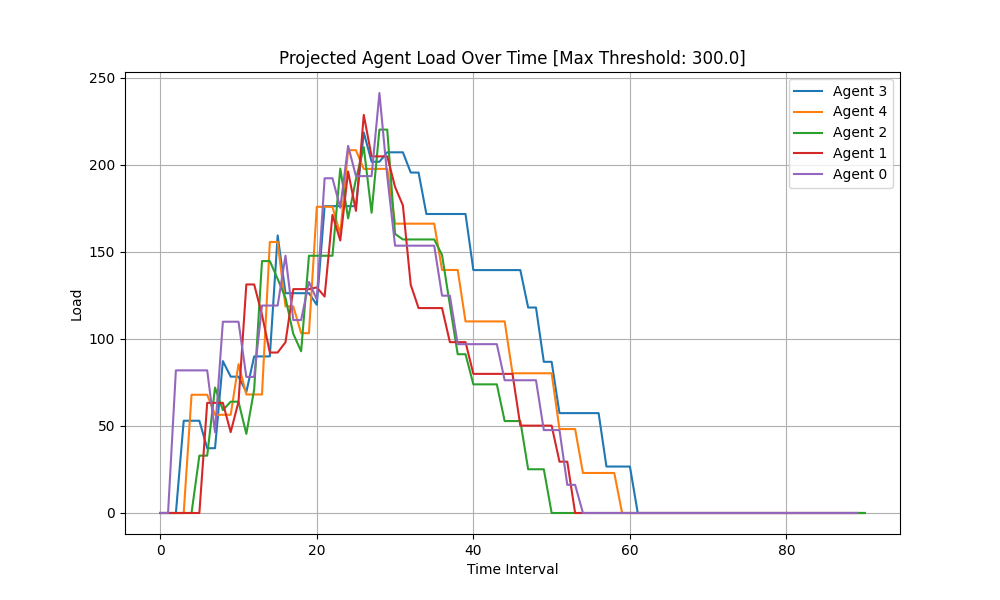 Projected Agent Load Over Time [Max Threshold: 300.0]
250
200
150
100
50
0
Load
0 20 40 60 80
Time Interval
Agent 3
Agent 4
Agent 2
Agent 1
Agent 0